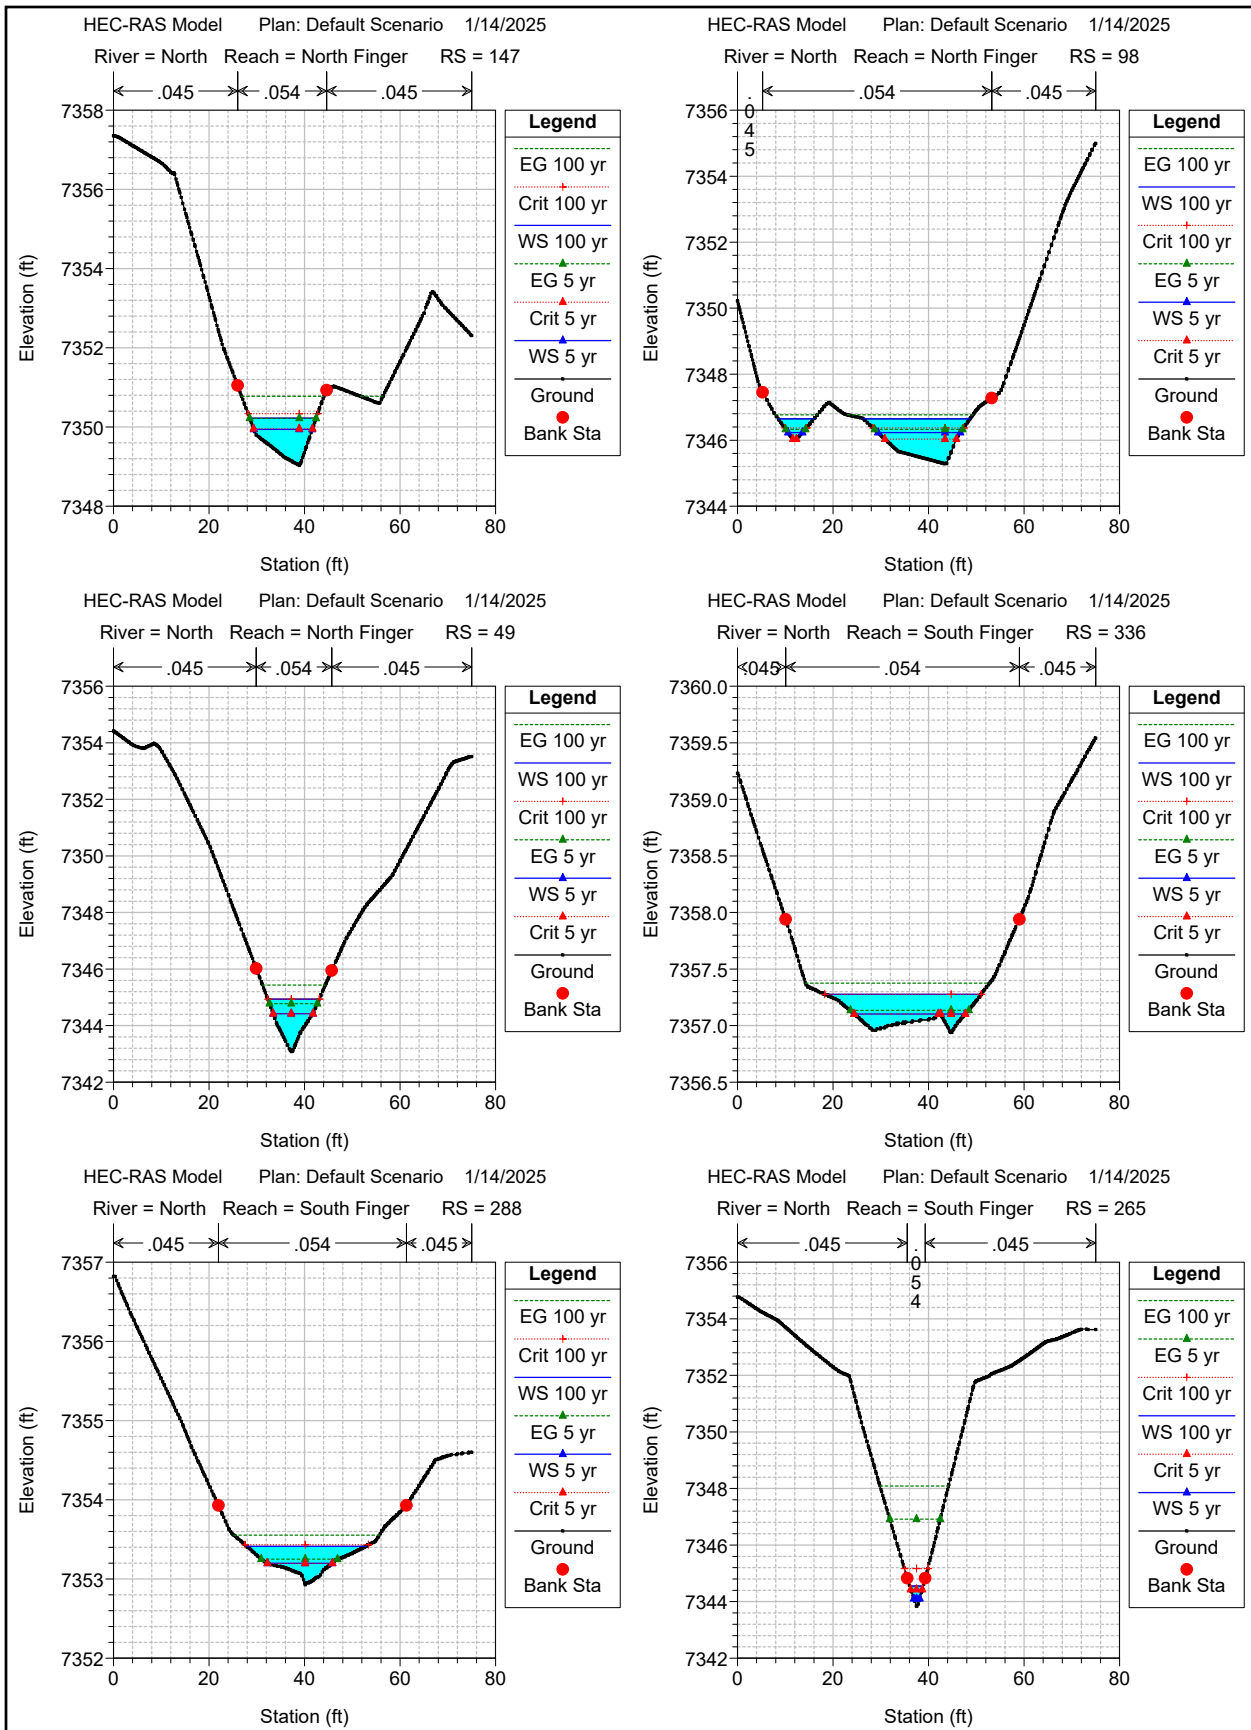 HEC-RAS Model Plan: Default Scenario 1/14/2025
River = North Reach = North Finger RS = 147
.045 .054 .045
7358
7356
7354
7352
7350
7348
Elevation (ft)
0 20 40 60 80
Station (ft)
Legend
EG 100 yr
Crit 100 yr
WS 100 yr
EG 5 yr
Crit 5 yr
WS 5 yr
Ground
Bank Sta
HEC-RAS Model Plan: Default Scenario 1/14/2025
River = North Reach = North Finger RS = 98
.045 .054 .045
7356
7354
7352
7350
7348
7346
7344
Elevation (ft)
0 20 40 60 80
Station (ft)
Legend
EG 100 yr
WS 100 yr
Crit 100 yr
EG 5 yr
WS 5 yr
Crit 5 yr
Ground
Bank Sta
HEC-RAS Model Plan: Default Scenario 1/14/2025
River = North Reach = North Finger RS = 49
.045 .054 .045
7356
7354
7352
7350
7348
7346
7344
7342
Elevation (ft)
0 20 40 60 80
Station (ft)
Legend
EG 100 yr
WS 100 yr
Crit 100 yr
EG 5 yr
WS 5 yr
Crit 5 yr
Ground
Bank Sta
HEC-RAS Model Plan: Default Scenario 1/14/2025
River = North Reach = South Finger RS = 336
.045 .054 .045
7360.0
7359.5
7359.0
7358.5
7358.0
7357.5
7357.0
7356.5
Elevation (ft)
0 20 40 60 80
Station (ft)
Legend
EG 100 yr
WS 100 yr
Crit 100 yr
EG 5 yr
WS 5 yr
Crit 5 yr
Ground
Bank Sta
HEC-RAS Model Plan: Default Scenario 1/14/2025
River = North Reach = South Finger RS = 288
.045 .054 .045
7357
7356
7355
7354
7353
7352
Elevation (ft)
0 20 40 60 80
Station (ft)
Legend
EG 100 yr
Crit 100 yr
WS 100 yr
EG 5 yr
WS 5 yr
Crit 5 yr
Ground
Bank Sta
HEC-RAS Model Plan: Default Scenario 1/14/2025
River = North Reach = South Finger RS = 265
.045 .054 .045
7356
7354
7352
7350
7348
7346
7344
7342
Elevation (ft)
0 20 40 60 80
Station (ft)
Legend
EG 100 yr
EG 5 yr
Crit 100 yr
WS 100 yr
Crit 5 yr
WS 5 yr
Ground
Bank Sta